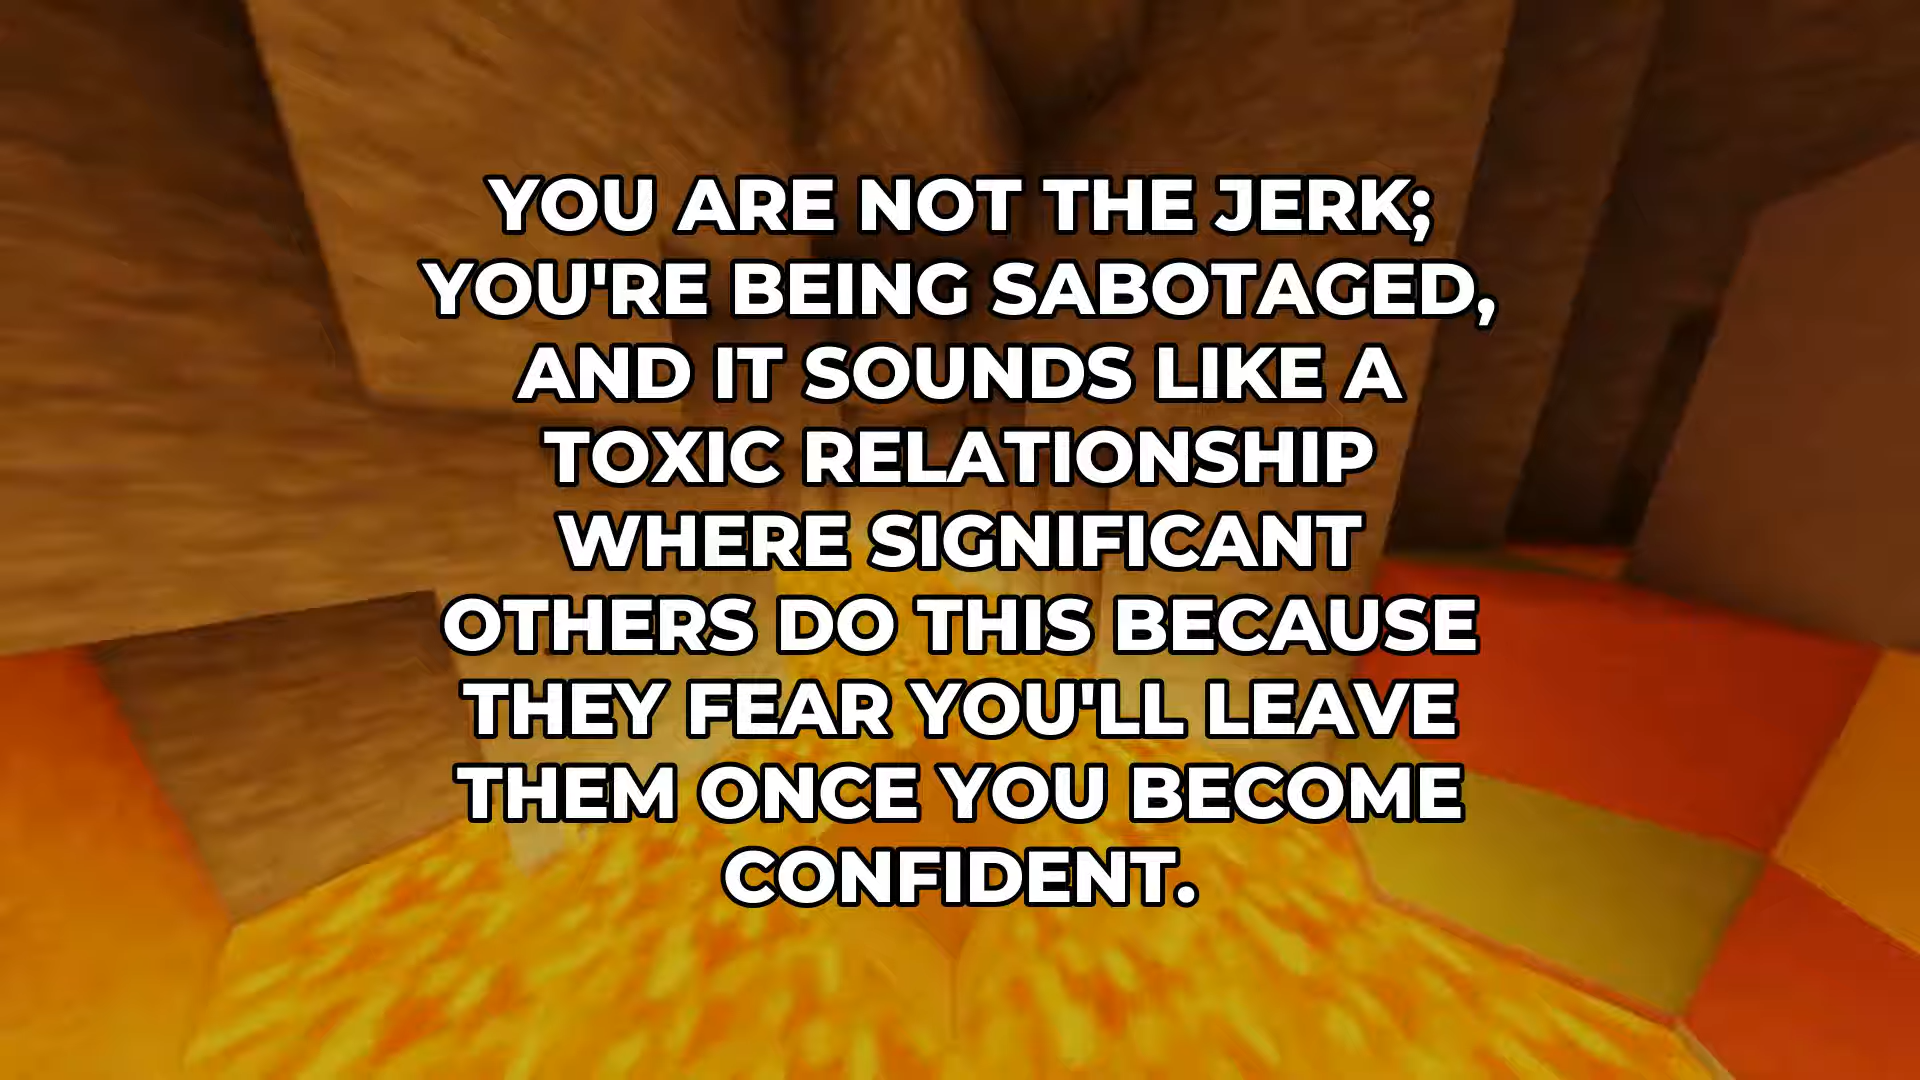 YOU ARE NOT THE JERK;
YOU'RE BEING SABOTAGED,
AND IT SOUNDS LIKE A
TOXIC RELATIONSHIP
WHERE SIGNIFICANT
OTHERS DO THIS BECAUSE
THEY FEAR YOU'LL LEAVE
THEM ONCE YOU BECOME
CONFIDENT.